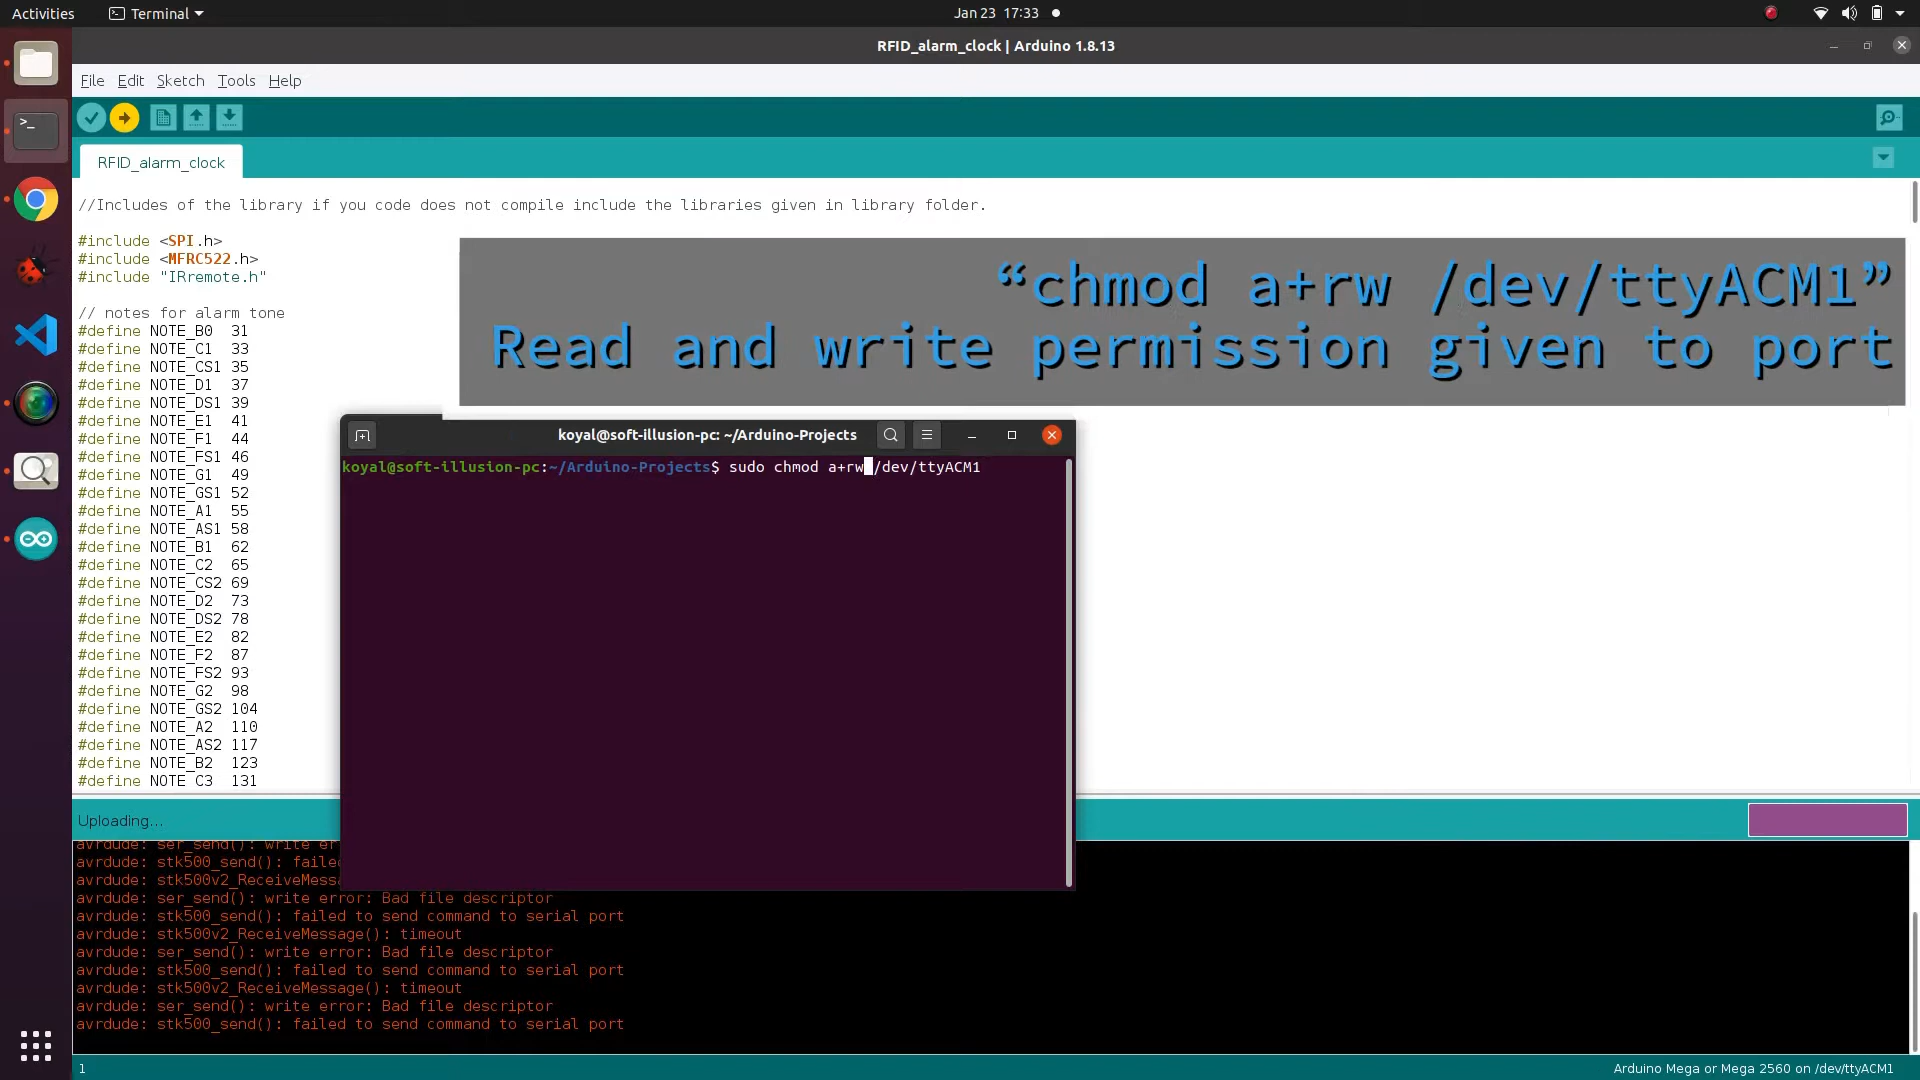 Activities Terminal Jan 23 17:33
RFID_alarm_clock | Arduino 1.8.13
File Edit Sketch Tools Help
RFID_alarm_clock
//Includes of the library if you code does not compile include the libraries given in library folder.
#include <SPI.h>
#include <MFRC522.h>
#include "IRremote.h"
// notes for alarm tone
#define NOTE_B0 31
#define NOTE_C1 33
#define NOTE_CS1 35
#define NOTE_D1 37
#define NOTE_DS1 39
#define NOTE_E1 41
#define NOTE_F1 44
#define NOTE_FS1 46
#define NOTE_G1 49
#define NOTE_GS1 52
#define NOTE_A1 55
#define NOTE_AS1 58
#define NOTE_B1 62
#define NOTE_C2 65
#define NOTE_CS2 69
#define NOTE_D2 73
#define NOTE_DS2 78
#define NOTE_E2 82
#define NOTE_F2 87
#define NOTE_FS2 93
#define NOTE_G2 98
#define NOTE_GS2 104
#define NOTE_A2 110
#define NOTE_AS2 117
#define NOTE_B2 123
#define NOTE_C3 131
“chmod a+rw /dev/ttyACM1”
Read and write permission given to port
koyal@soft-illusion-pc: ~/Arduino-Projects
koyal@soft-illusion-pc:~/Arduino-Projects$ sudo chmod a+rw /dev/ttyACM1
Uploading...
avrdude: ser_send(): write er
avrdude: stk500_send(): faile
avrdude: stk500v2_ReceiveMessa
avrdude: ser_send(): write error: Bad file descriptor
avrdude: stk500_send(): failed to send command to serial port
avrdude: stk500v2_ReceiveMessage(): timeout
avrdude: ser_send(): write error: Bad file descriptor
avrdude: stk500_send(): failed to send command to serial port
avrdude: stk500v2_ReceiveMessage(): timeout
avrdude: ser_send(): write error: Bad file descriptor
avrdude: stk500_send(): failed to send command to serial port
1 Arduino Mega or Mega 2560 on /dev/ttyACM1